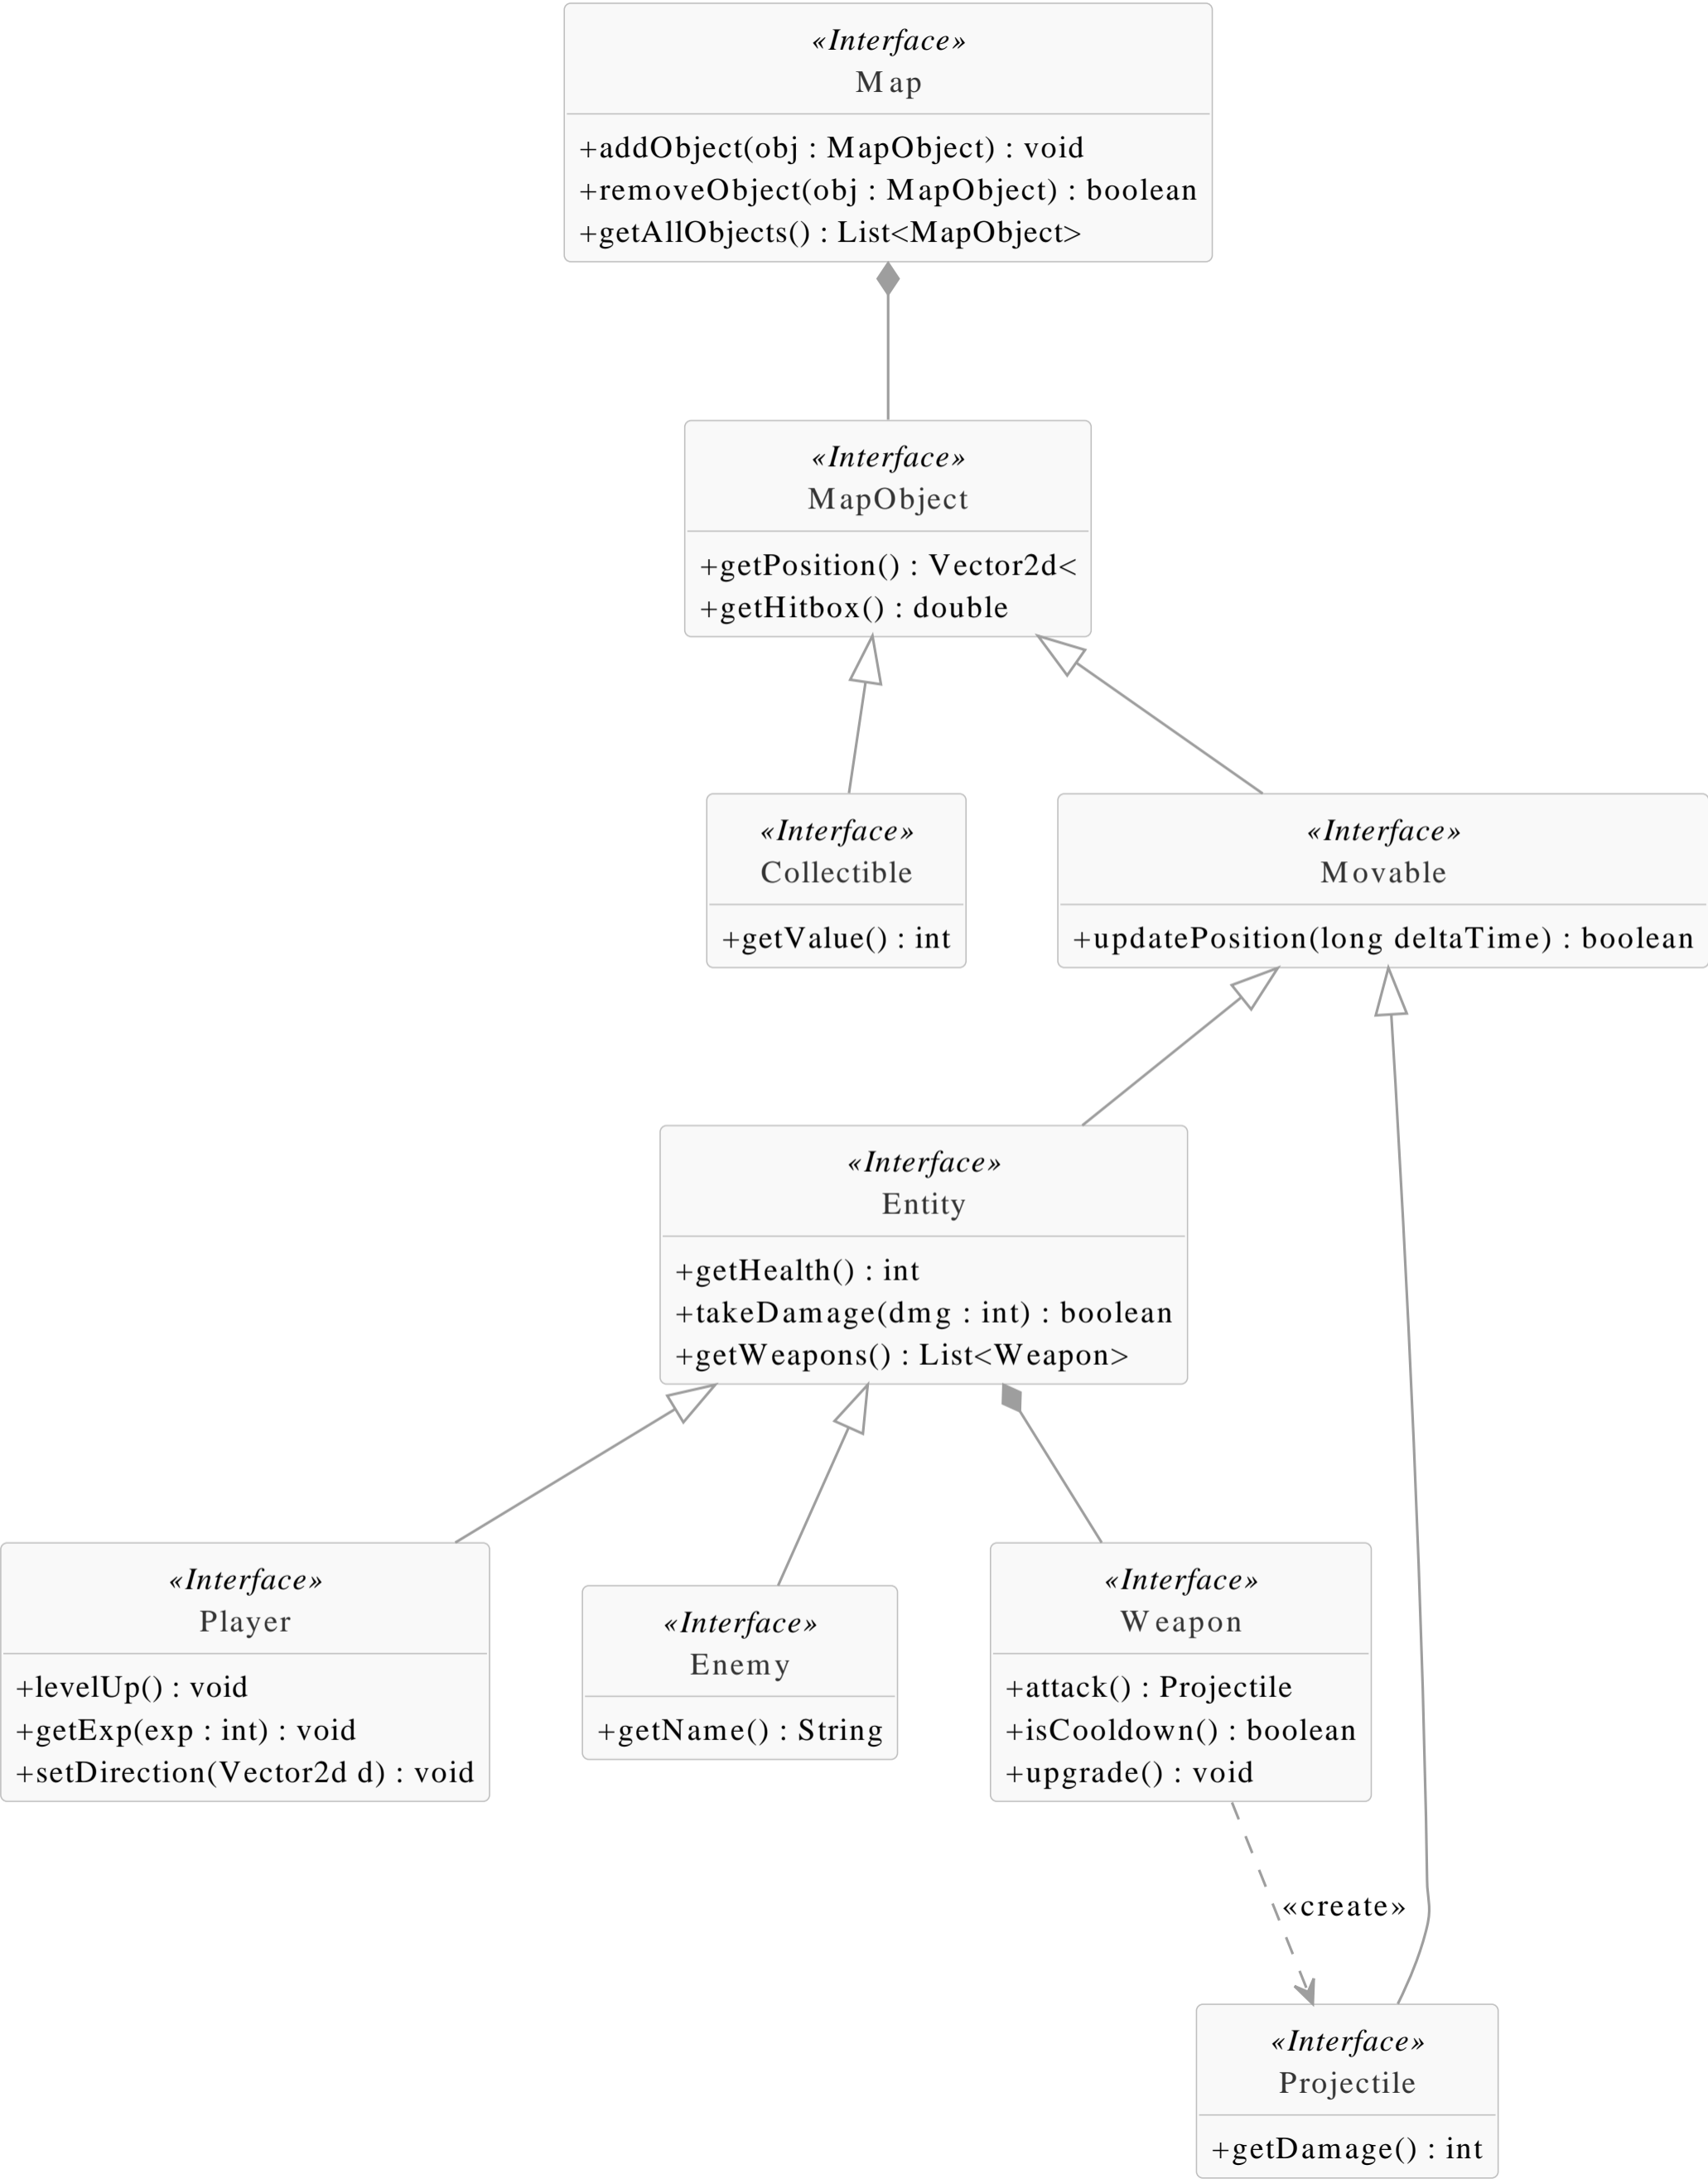 «Interface»
Map
+addObject(obj : MapObject) : void
+removeObject(obj : MapObject) : boolean
+getAllObjects() : List<MapObject>
«Interface»
MapObject
+getPosition() : Vector2d<
+getHitbox() : double
«Interface»
Collectible
+getValue() : int
«Interface»
Movable
+updatePosition(long deltaTime) : boolean
«Interface»
Entity
+getHealth() : int
+takeDamage(dmg : int) : boolean
+getWeapons() : List<Weapon>
«Interface»
Player
+levelUp() : void
+getExp(exp : int) : void
+setDirection(Vector2d d) : void
«Interface»
Enemy
+getName() : String
«Interface»
Weapon
+attack() : Projectile
+isCooldown() : boolean
+upgrade() : void
«create»
«Interface»
Projectile
+getDamage() : int